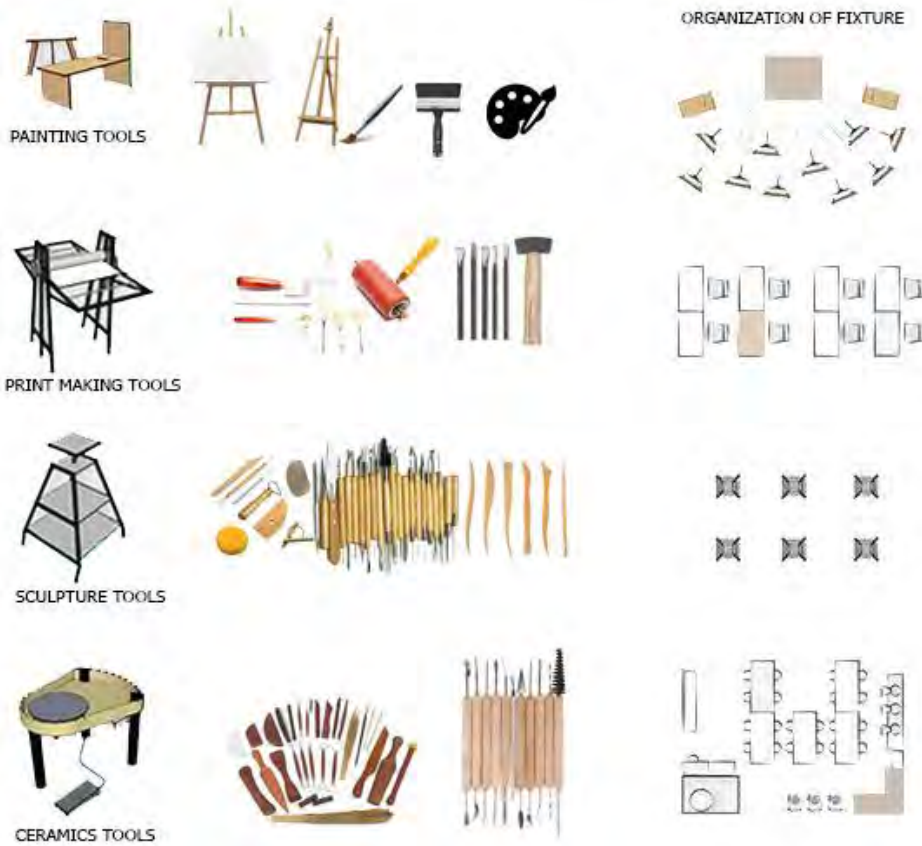 ORGANIZATION OF FIXTURE
PAINTING TOOLS
PRINT MAKING TOOLS
SCULPTURE TOOLS
CERAMICS TOOLS